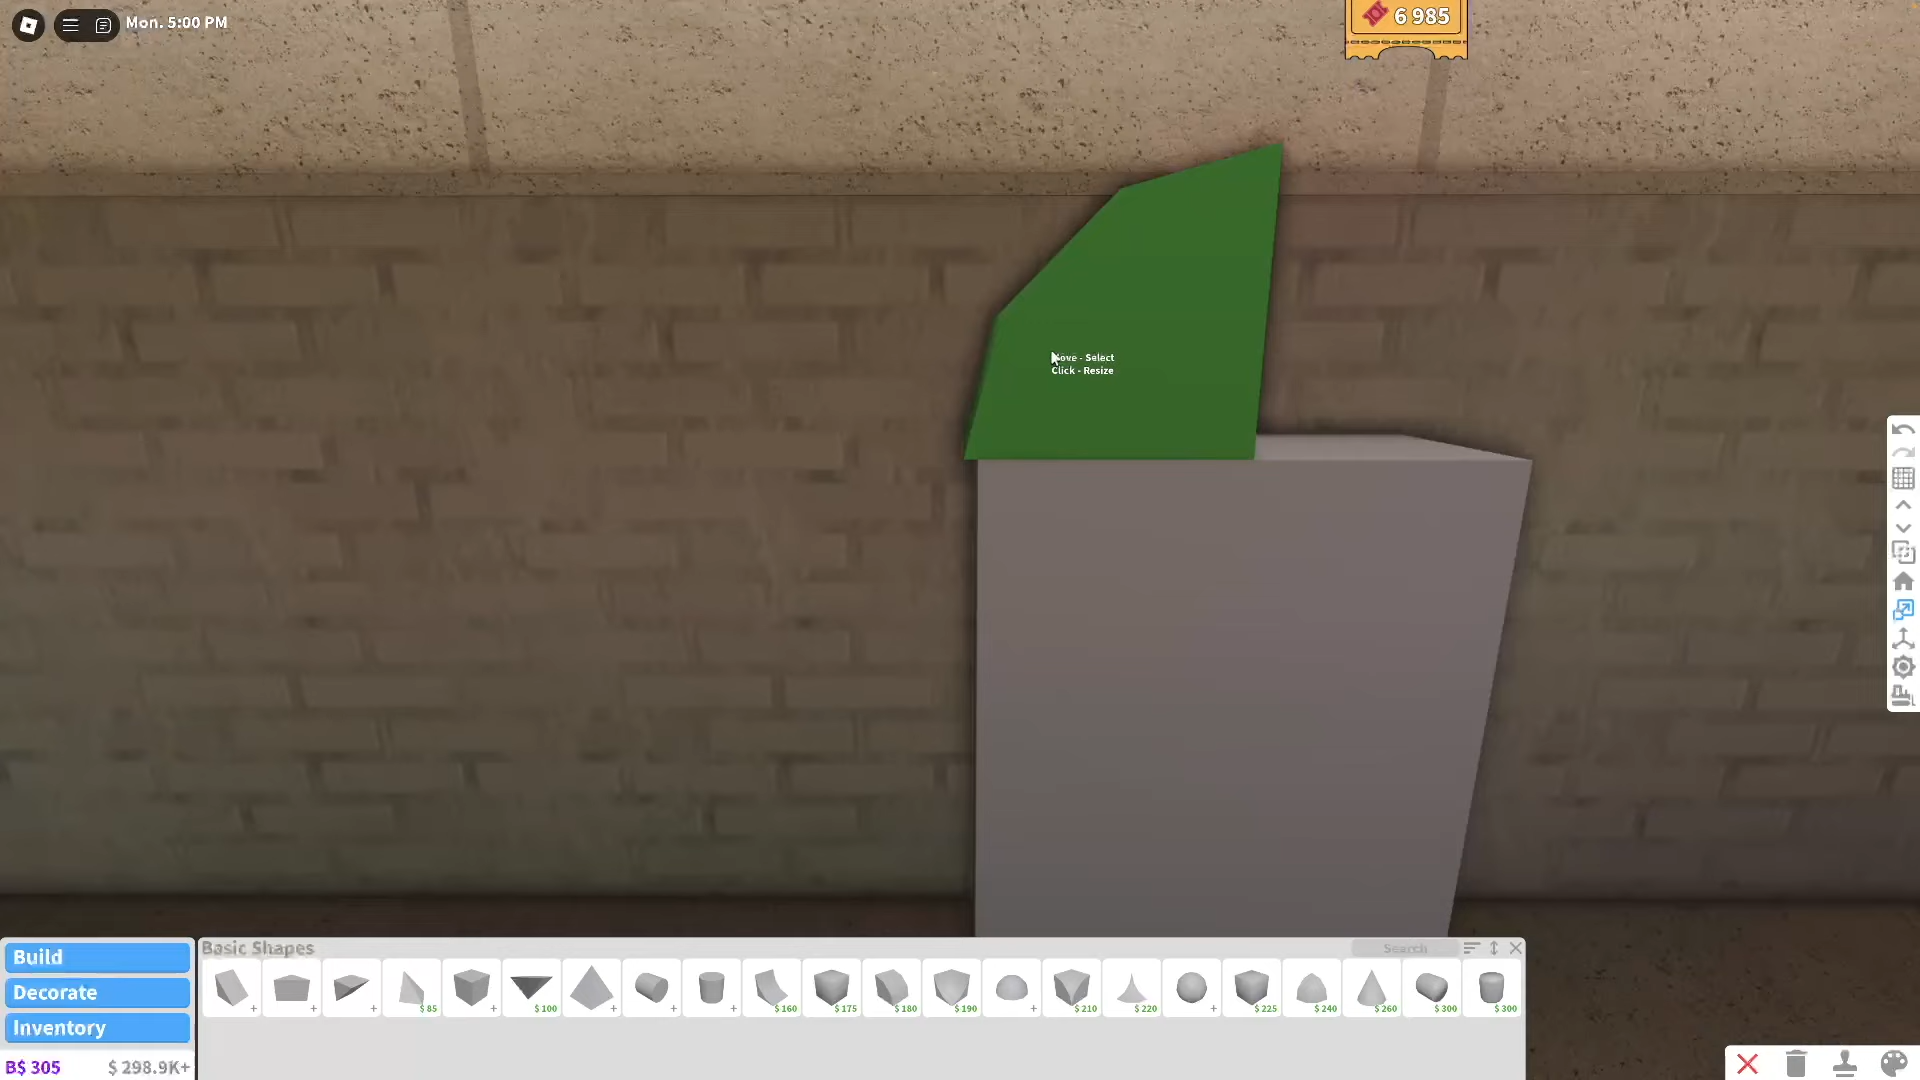 Mon. 5:00 PM
6 985
Move - Select
Click - Resize
Build
Decorate
Inventory
B$ 305
$ 298.9K+
Basic Shapes
Search
+
+
+
$ 85
+
$ 100
+
+
+
$ 160
$ 175
$ 180
$ 190
+
$ 210
$ 220
+
$ 225
$ 240
$ 260
$ 300
$ 300